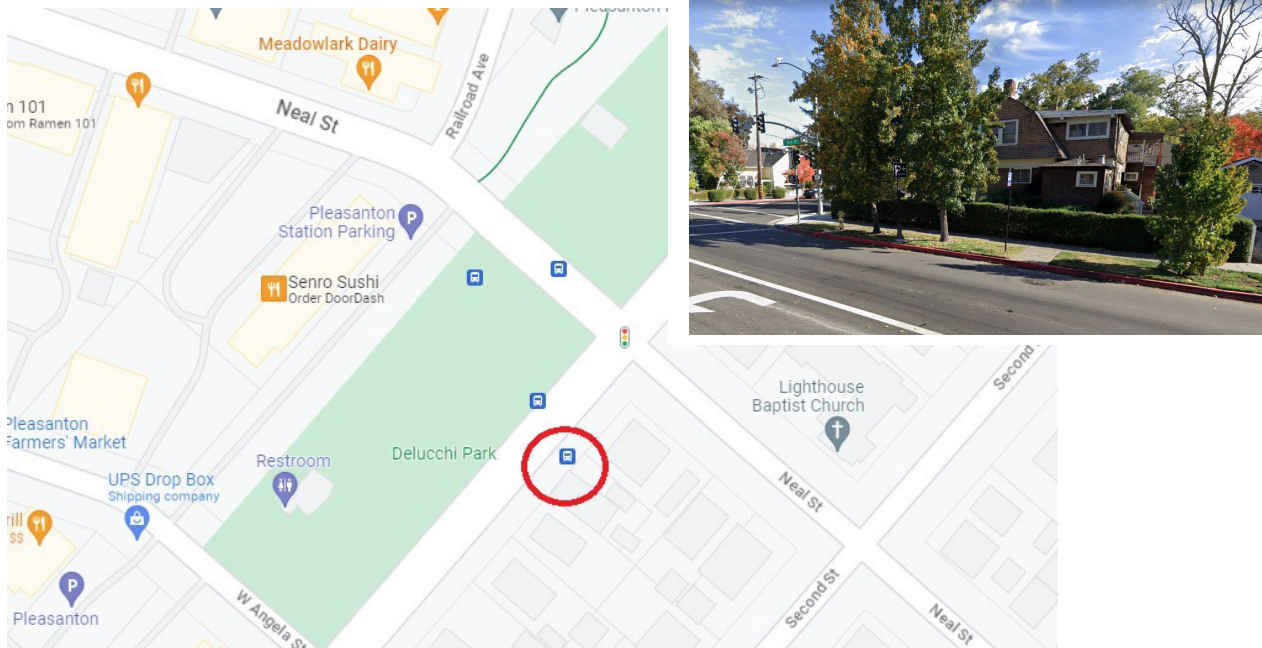 Pleasanton
Meadowlark Dairy
Neal St
Railroad Ave
n 101
om Ramen 101
Pleasanton
Station Parking
Senro Sushi
Order DoorDash
Lighthouse
Baptist Church
Second
Pleasanton
Farmers' Market
Delucchi Park
Restroom
UPS Drop Box
Shipping company
Neal St
rill
$$
Pleasanton
W Angela St
Second St
Neal St